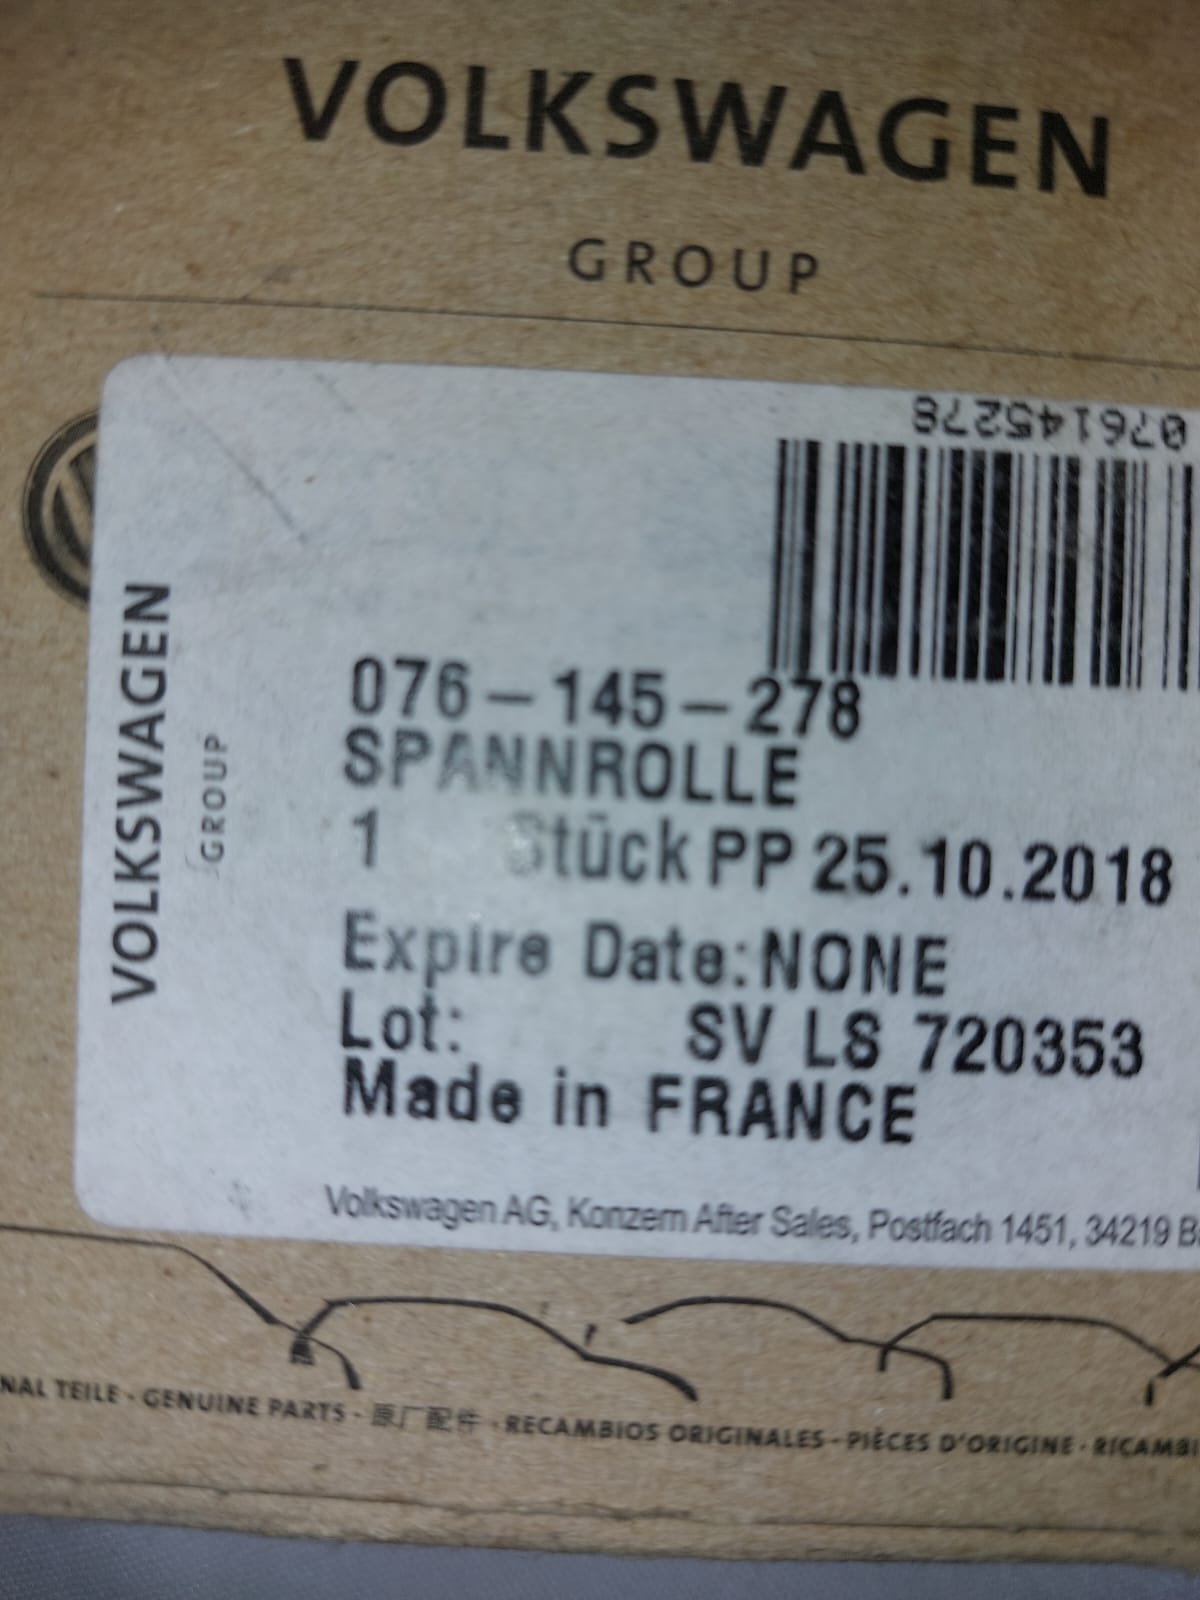 VOLKSWAGEN
GROUP
076145278
VOLKSWAGEN
GROUP
076-145-278
SPANNROLLE
1 Stück PP 25.10.2018
Expire Date:NONE
Lot: SV LS 720353
Made in FRANCE
Volkswagen AG, Konzern After Sales, Postfach 1451, 34219
NAL TEILE · GENUINE PARTS · 原厂配件 · RECAMBIOS ORIGINALES · PIÈCES D'ORIGINE · RICAMBI